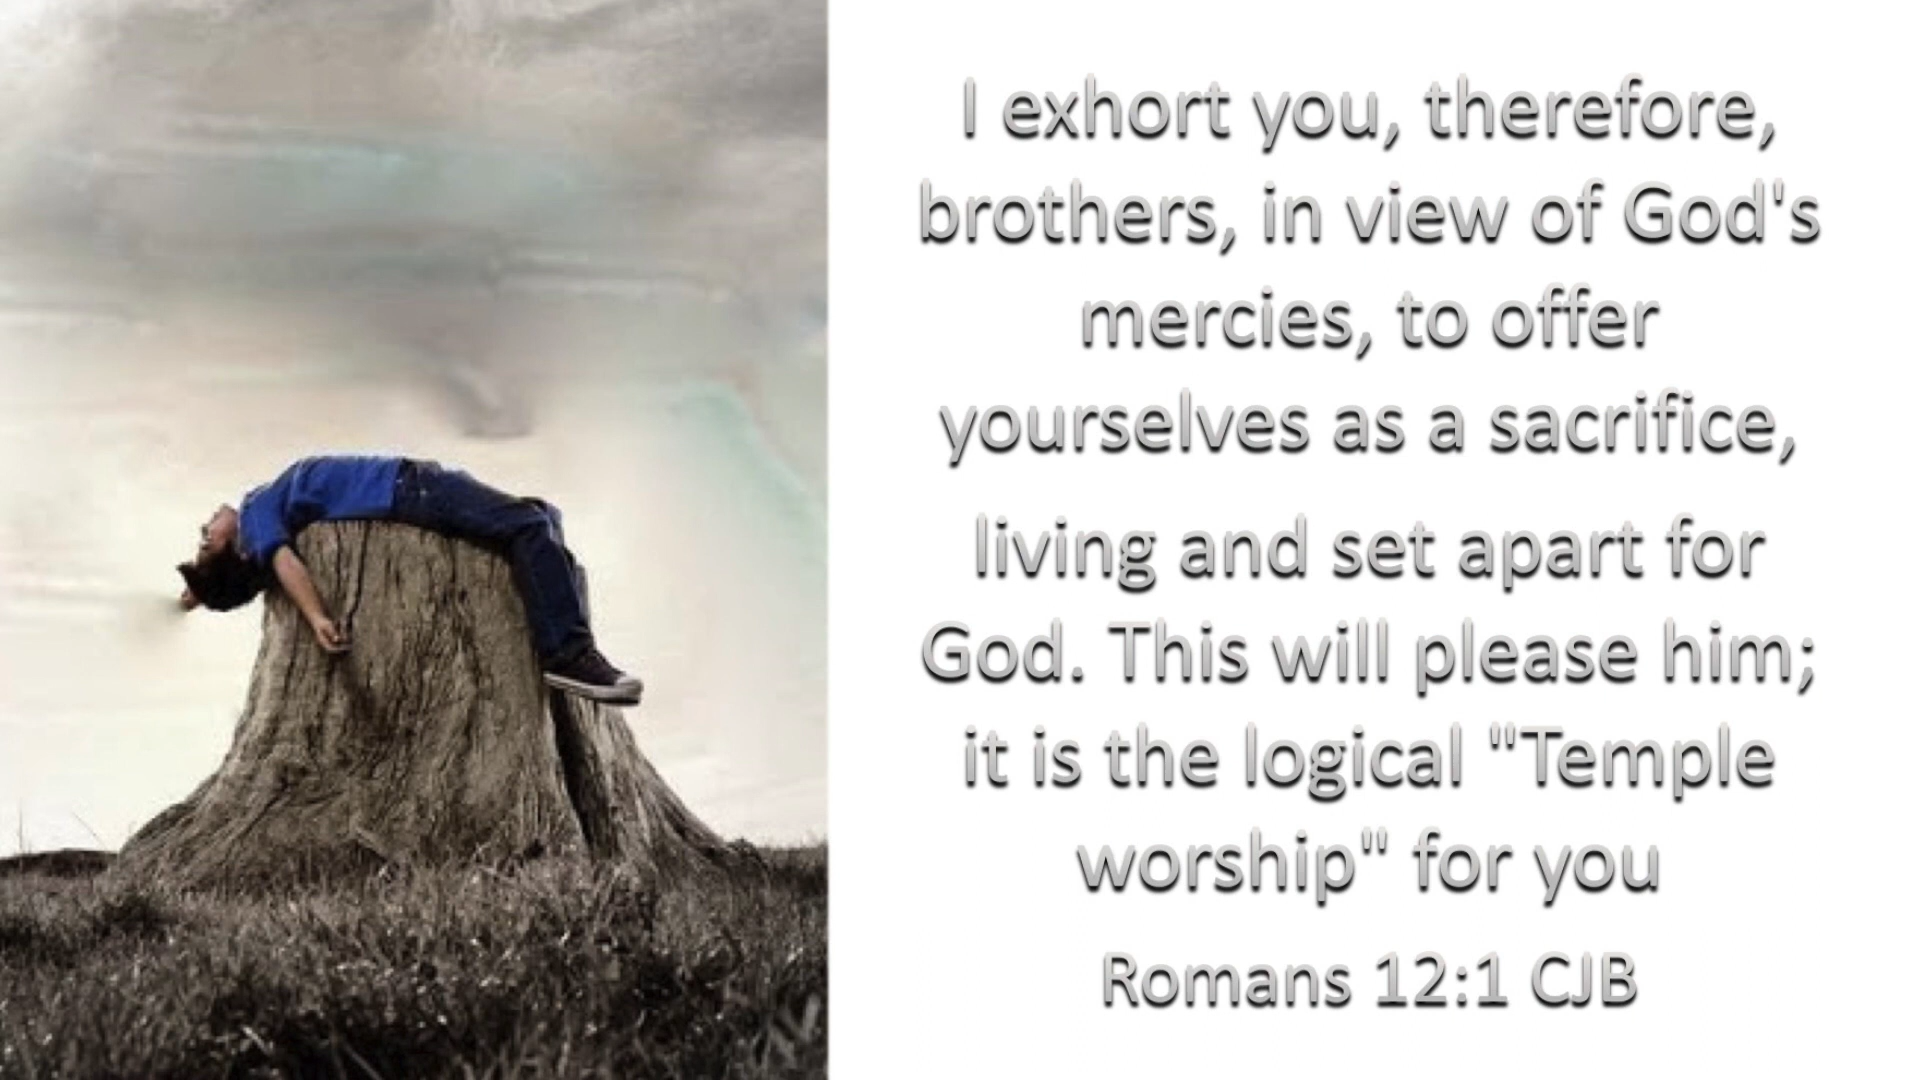 I exhort you, therefore,
brothers, in view of God's
mercies, to offer
yourselves as a sacrifice,
living and set apart for
God. This will please him;
it is the logical "Temple
worship" for you
Romans 12:1 CJB